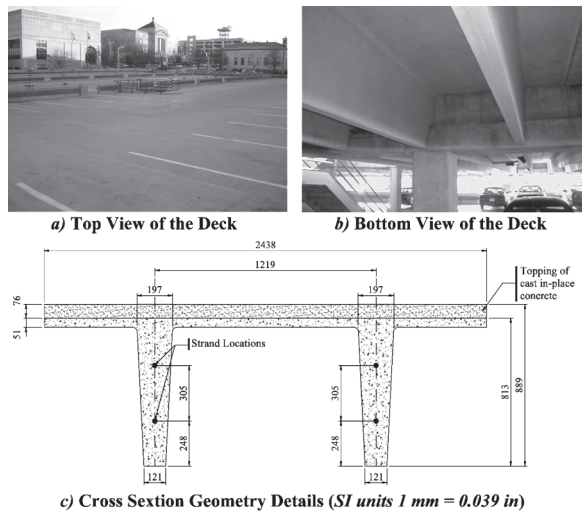 a) Top View of the Deck
b) Bottom View of the Deck
2438
1219
197
197
76
51
Topping of
cast in-place
concrete
Strand Locations
305
248
305
248
813
889
121
121
c) Cross Sextion Geometry Details (SI units 1 mm = 0.039 in)